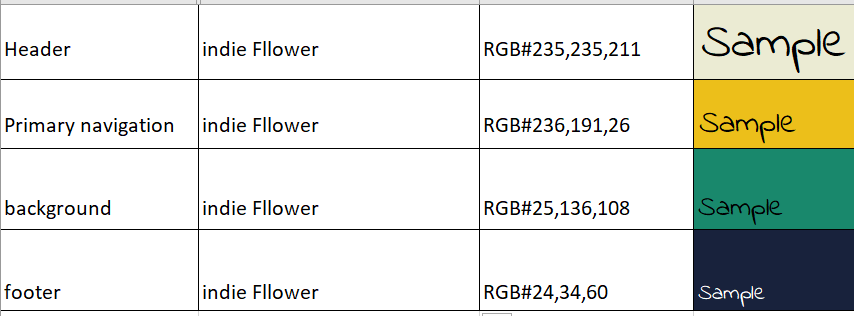 Header indie Fllower RGB#235,235,211 Sample
Primary navigation indie Fllower RGB#236,191,26 Sample
background indie Fllower RGB#25,136,108 Sample
footer indie Fllower RGB#24,34,60 Sample